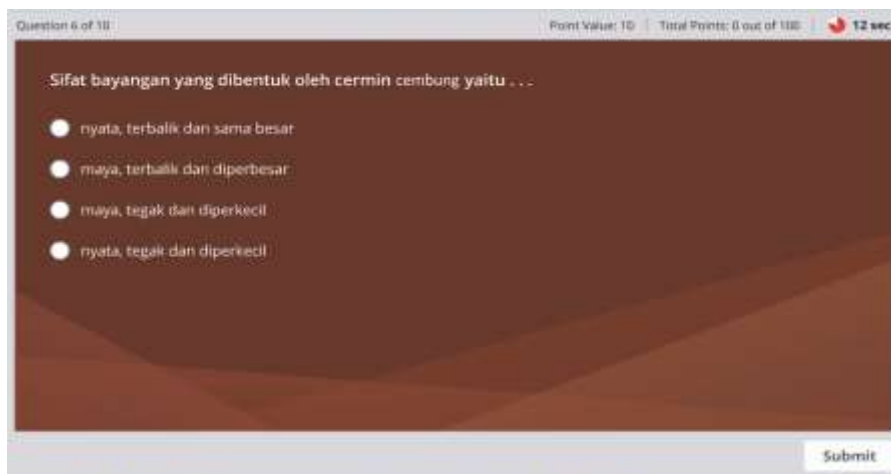 Question 6 of 10
Point Value: 10 | Total Points: 0 out of 100 | 12 sec
Sifat bayangan yang dibentuk oleh cermin cembung yaitu . . .
nyata, terbalik dan sama besar
maya, terbalik dan diperbesar
maya, tegak dan diperkecil
nyata, tegak dan diperkecil
Submit